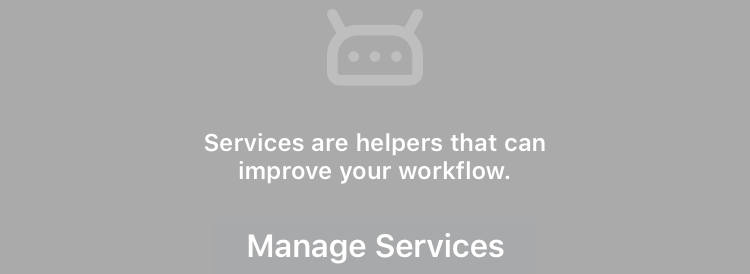 Services are helpers that can
improve your workflow.
Manage Services